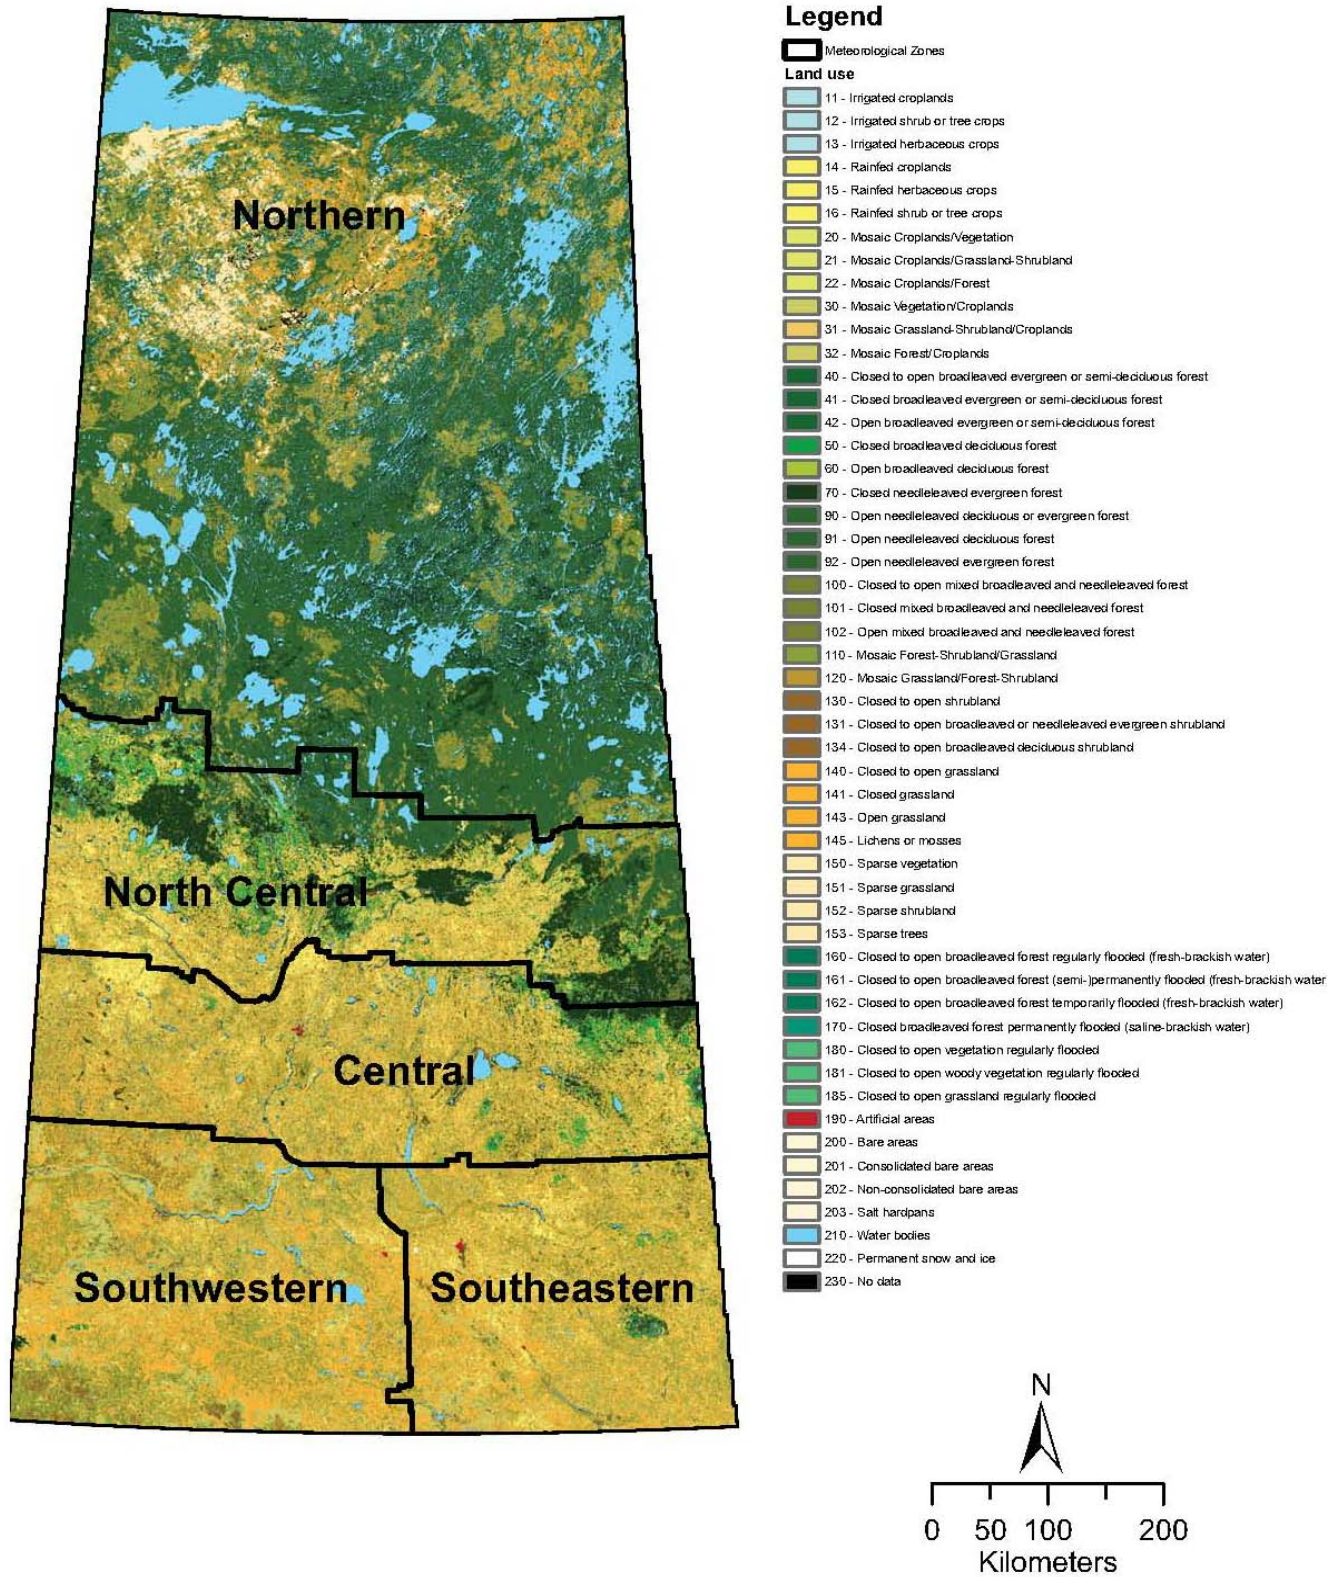 Northern
North Central
Central
Southwestern
Southeastern
Legend
Meteorological Zones
Land use
11 - Irrigated croplands
12 - Irrigated shrub or tree crops
13 - Irrigated herbaceous crops
14 - Rainfed croplands
15 - Rainfed herbaceous crops
16 - Rainfed shrub or tree crops
20 - Mosaic Croplands/Vegetation
21 - Mosaic Croplands/Grassland-Shrubland
22 - Mosaic Croplands/Forest
30 - Mosaic Vegetation/Croplands
31 - Mosaic Grassland-Shrubland/Croplands
32 - Mosaic Forest/Croplands
40 - Closed to open broadleaved evergreen or semi-deciduous forest
41 - Closed broadleaved evergreen or semi-deciduous forest
42 - Open broadleaved evergreen or semi-deciduous forest
50 - Closed broadleaved deciduous forest
60 - Open broadleaved deciduous forest
70 - Closed needleleaved evergreen forest
90 - Open needleleaved deciduous or evergreen forest
91 - Open needleleaved deciduous forest
92 - Open needleleaved evergreen forest
100 - Closed to open mixed broadleaved and needleleaved forest
101 - Closed mixed broadleaved and needleleaved forest
102 - Open mixed broadleaved and needleleaved forest
110 - Mosaic Forest-Shrubland/Grassland
120 - Mosaic Grassland/Forest-Shrubland
130 - Closed to open shrubland
131 - Closed to open broadleaved or needleleaved evergreen shrubland
134 - Closed to open broadleaved deciduous shrubland
140 - Closed to open grassland
141 - Closed grassland
143 - Open grassland
145 - Lichens or mosses
150 - Sparse vegetation
151 - Sparse grassland
152 - Sparse shrubland
153 - Sparse trees
160 - Closed to open broadleaved forest regularly flooded (fresh-brackish water)
161 - Closed to open broadleaved forest (semi-)permanently flooded (fresh-brackish water
162 - Closed to open broadleaved forest temporarily flooded (fresh-brackish water)
170 - Closed broadleaved forest permanently flooded (saline-brackish water)
180 - Closed to open vegetation regularly flooded
181 - Closed to open woody vegetation regularly flooded
185 - Closed to open grassland regularly flooded
190 - Artificial areas
200 - Bare areas
201 - Consolidated bare areas
202 - Non-consolidated bare areas
203 - Salt hardpans
210 - Water bodies
220 - Permanent snow and ice
230 - No data
N
0 50 100 200
Kilometers